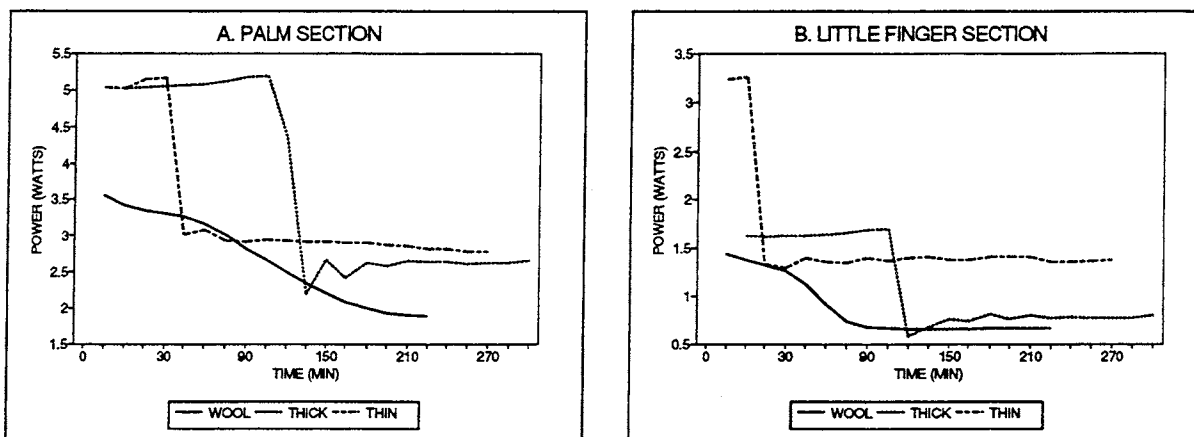 A. PALM SECTION
5.5
5
4.5
4
3.5
3
2.5
2
1.5
POWER (WATTS)
0 30 90 150 210 270
TIME (MIN)
WOOL THICK THIN
B. LITTLE FINGER SECTION
3.5
3
2.5
2
1.5
1
0.5
POWER (WATTS)
0 30 90 150 210 270
TIME (MIN)
WOOL THICK THIN